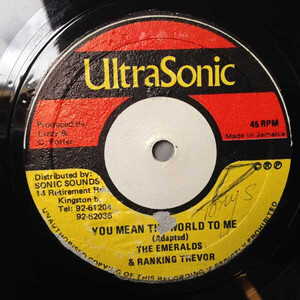 UltraSonic
Produced by
Lizzy &
45 RPM
Made in Jamaica
Distributed by:
SONIC SOUNDS
14 Retirement Rd.
Kingston 5.
Tel: 92-61204
92-62035
YOU MEAN THE WORLD TO ME
(Adapted)
THE EMERALDS
& RANKING TREVOR